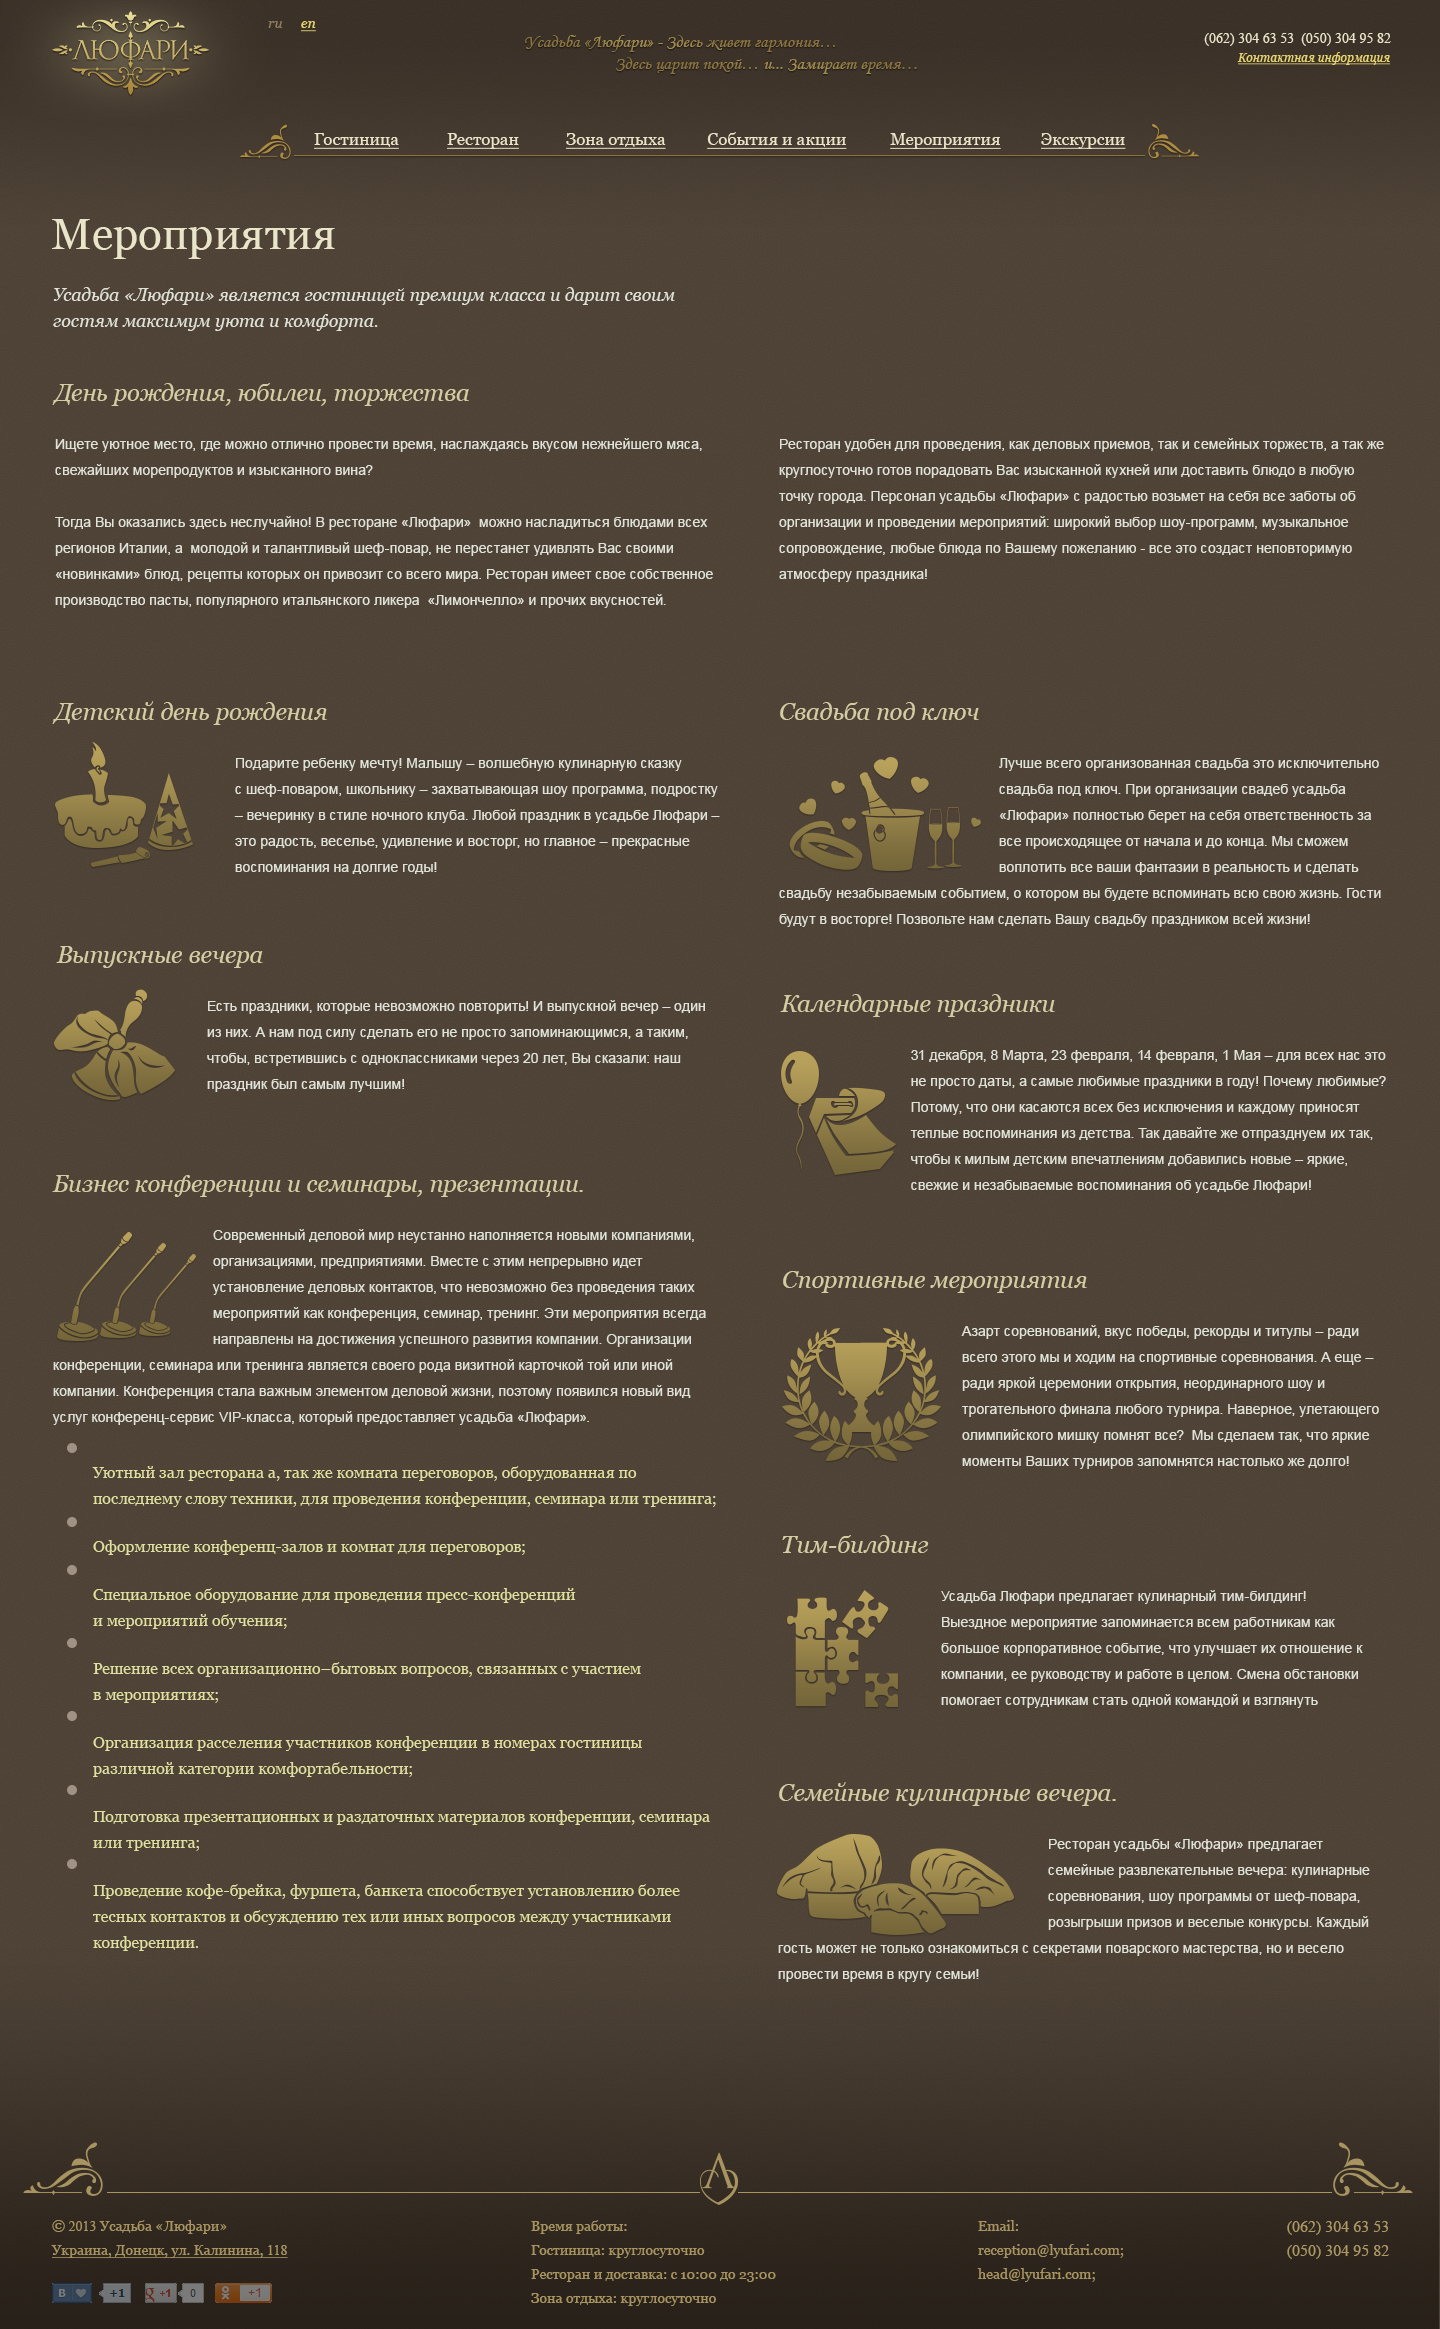 ЛЮФАРИ
ru en
Усадьба «Люфари» - Здесь живет гармония…
Здесь царит покой… и... Замирает время…
(062) 304 63 53 (050) 304 95 82
Контактная информация
Гостиница Ресторан Зона отдыха События и акции Мероприятия Экскурсии
Мероприятия
Усадьба «Люфари» является гостиницей премиум класса и дарит своим
гостям максимум уюта и комфорта.
День рождения, юбилеи, торжества
Ищете уютное место, где можно отлично провести время, наслаждаясь вкусом нежнейшего мяса,
свежайших морепродуктов и изысканного вина?
Тогда Вы оказались здесь неслучайно! В ресторане «Люфари» можно насладиться блюдами всех
регионов Италии, а молодой и талантливый шеф-повар, не перестанет удивлять Вас своими
«новинками» блюд, рецепты которых он привозит со всего мира. Ресторан имеет свое собственное
производство пасты, популярного итальянского ликера «Лимончелло» и прочих вкусностей.
Ресторан удобен для проведения, как деловых приемов, так и семейных торжеств, а так же
круглосуточно готов порадовать Вас изысканной кухней или доставить блюдо в любую
точку города. Персонал усадьбы «Люфари» с радостью возьмет на себя все заботы об
организации и проведении мероприятий: широкий выбор шоу-программ, музыкальное
сопровождение, любые блюда по Вашему пожеланию - все это создаст неповторимую
атмосферу праздника!
Детский день рождения
Подарите ребенку мечту! Малышу – волшебную кулинарную сказку
с шеф-поваром, школьнику – захватывающая шоу программа, подростку
– вечеринку в стиле ночного клуба. Любой праздник в усадьбе Люфари –
это радость, веселье, удивление и восторг, но главное – прекрасные
воспоминания на долгие годы!
Выпускные вечера
Есть праздники, которые невозможно повторить! И выпускной вечер – один
из них. А нам под силу сделать его не просто запоминающимся, а таким,
чтобы, встретившись с одноклассниками через 20 лет, Вы сказали: наш
праздник был самым лучшим!
Бизнес конференции и семинары, презентации.
Современный деловой мир неустанно наполняется новыми компаниями,
организациями, предприятиями. Вместе с этим непрерывно идет
установление деловых контактов, что невозможно без проведения таких
мероприятий как конференция, семинар, тренинг. Эти мероприятия всегда
направлены на достижения успешного развития компании. Организации
конференции, семинара или тренинга является своего рода визитной карточкой той или иной
компании. Конференция стала важным элементом деловой жизни, поэтому появился новый вид
услуг конференц-сервис VIP-класса, который предоставляет усадьба «Люфари».
Уютный зал ресторана а, так же комната переговоров, оборудованная по
последнему слову техники, для проведения конференции, семинара или тренинга;
Оформление конференц-залов и комнат для переговоров;
Специальное оборудование для проведения пресс-конференций
и мероприятий обучения;
Решение всех организационно–бытовых вопросов, связанных с участием
в мероприятиях;
Организация расселения участников конференции в номерах гостиницы
различной категории комфортабельности;
Подготовка презентационных и раздаточных материалов конференции, семинара
или тренинга;
Проведение кофе-брейка, фуршета, банкета способствует установлению более
тесных контактов и обсуждению тех или иных вопросов между участниками
конференции.
Свадьба под ключ
Лучше всего организованная свадьба это исключительно
свадьба под ключ. При организации свадеб усадьба
«Люфари» полностью берет на себя ответственность за
все происходящее от начала и до конца. Мы сможем
воплотить все ваши фантазии в реальность и сделать
свадьбу незабываемым событием, о котором вы будете вспоминать всю свою жизнь. Гости
будут в восторге! Позвольте нам сделать Вашу свадьбу праздником всей жизни!
Календарные праздники
31 декабря, 8 Марта, 23 февраля, 14 февраля, 1 Мая – для всех нас это
не просто даты, а самые любимые праздники в году! Почему любимые?
Потому, что они касаются всех без исключения и каждому приносят
теплые воспоминания из детства. Так давайте же отпразднуем их так,
чтобы к милым детским впечатлениям добавились новые – яркие,
свежие и незабываемые воспоминания об усадьбе Люфари!
Спортивные мероприятия
Азарт соревнований, вкус победы, рекорды и титулы – ради
всего этого мы и ходим на спортивные соревнования. А еще –
ради яркой церемонии открытия, неординарного шоу и
трогательного финала любого турнира. Наверное, улетающего
олимпийского мишку помнят все? Мы сделаем так, что яркие
моменты Ваших турниров запомнятся настолько же долго!
Тим-билдинг
Усадьба Люфари предлагает кулинарный тим-билдинг!
Выездное мероприятие запоминается всем работникам как
большое корпоративное событие, что улучшает их отношение к
компании, ее руководству и работе в целом. Смена обстановки
помогает сотрудникам стать одной командой и взглянуть
Семейные кулинарные вечера.
Ресторан усадьбы «Люфари» предлагает
семейные развлекательные вечера: кулинарные
соревнования, шоу программы от шеф-повара,
розыгрыши призов и веселые конкурсы. Каждый
гость может не только ознакомиться с секретами поварского мастерства, но и весело
провести время в кругу семьи!
© 2013 Усадьба «Люфари»
Украина, Донецк, ул. Калинина, 118
В +1 g +1 0 +1
Время работы:
Гостиница: круглосуточно
Ресторан и доставка: с 10:00 до 23:00
Зона отдыха: круглосуточно
Email:
reception@lyufari.com;
head@lyufari.com;
(062) 304 63 53
(050) 304 95 82